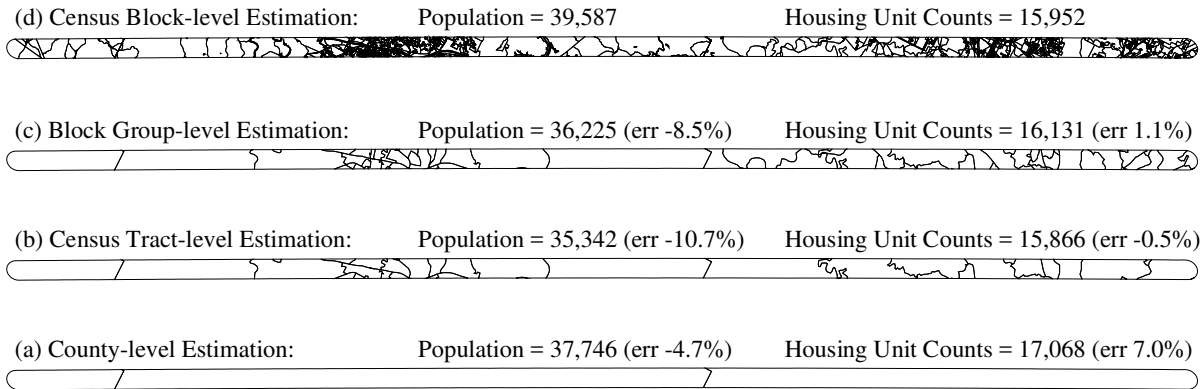 (d) Census Block-level Estimation: Population = 39,587 Housing Unit Counts = 15,952
(c) Block Group-level Estimation: Population = 36,225 (err -8.5%) Housing Unit Counts = 16,131 (err 1.1%)
(b) Census Tract-level Estimation: Population = 35,342 (err -10.7%) Housing Unit Counts = 15,866 (err -0.5%)
(a) County-level Estimation: Population = 37,746 (err -4.7%) Housing Unit Counts = 17,068 (err 7.0%)